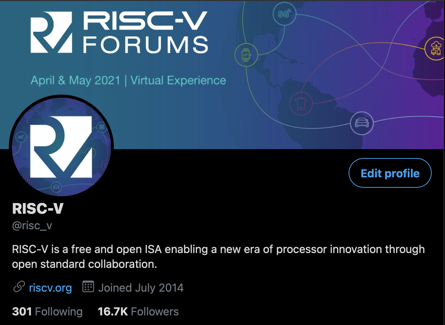 RISC-V
FORUMS
April & May 2021 | Virtual Experience
Edit profile
RISC-V
@risc_v
RISC-V is a free and open ISA enabling a new era of processor innovation through
open standard collaboration.
riscv.org Joined July 2014
301 Following 16.7K Followers